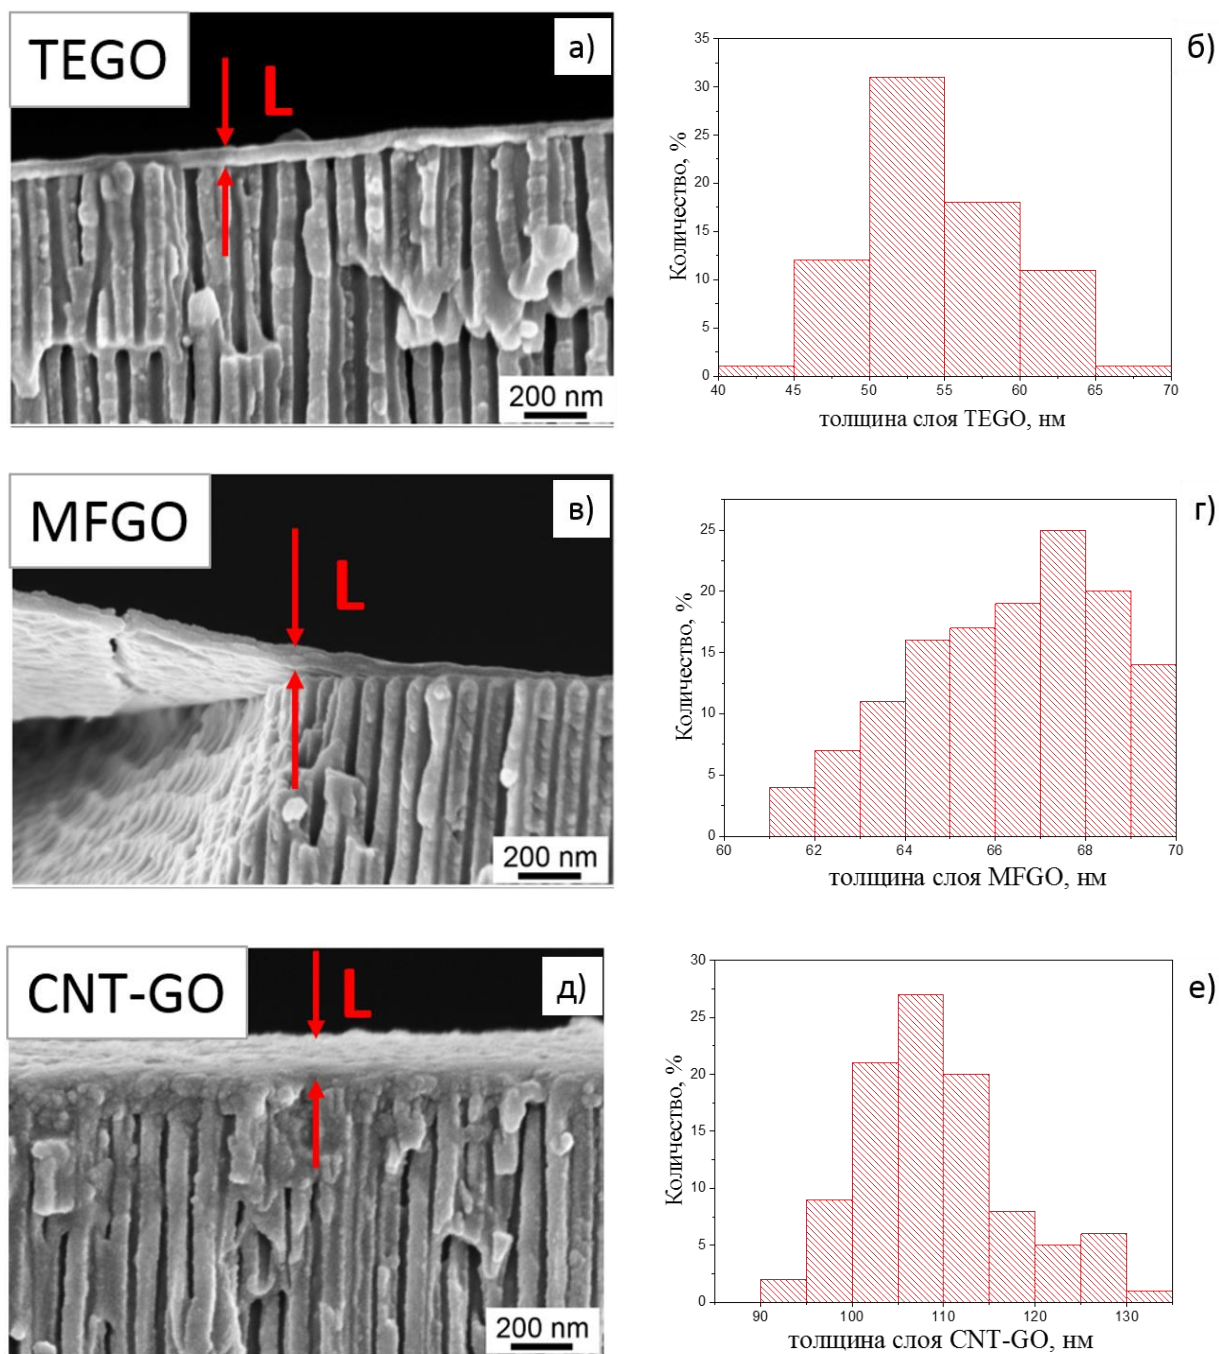 TEGO
L
а)
200 nm
б)
Количество, %
35
30
25
20
15
10
5
0
40 45 50 55 60 65 70
толщина слоя TEGO, нм
MFGO
L
в)
200 nm
г)
Количество, %
25
20
15
10
5
0
60 62 64 66 68 70
толщина слоя MFGO, нм
CNT-GO
L
д)
200 nm
е)
Количество, %
30
25
20
15
10
5
0
90 100 110 120 130
толщина слоя CNT-GO, нм